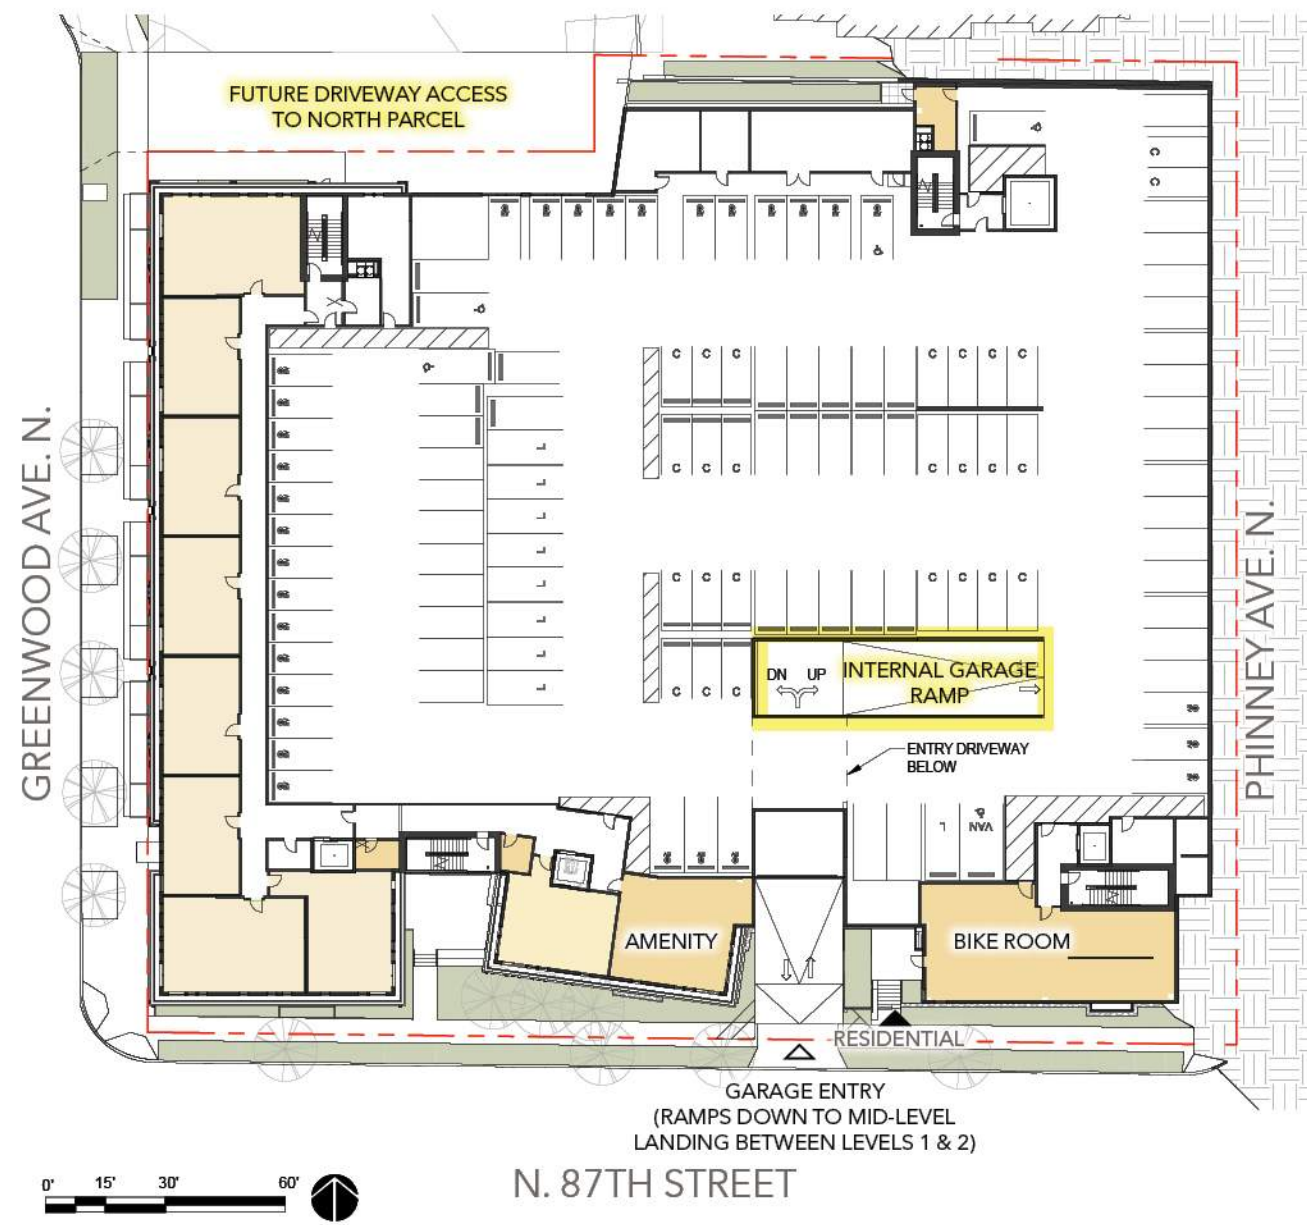 FUTURE DRIVEWAY ACCESS
TO NORTH PARCEL
C
C
C C C C C C C
C C C C C C C
L
L
L
L
L
L
L
L
C C C C C C C
C C C
GREENWOOD AVE. N.
PHINNEY AVE. N.
DN UP
INTERNAL GARAGE
RAMP
ENTRY DRIVEWAY
BELOW
L
VAN
AMENITY
BIKE ROOM
RESIDENTIAL
GARAGE ENTRY
(RAMPS DOWN TO MID-LEVEL
LANDING BETWEEN LEVELS 1 & 2)
N. 87TH STREET
0' 15' 30' 60'